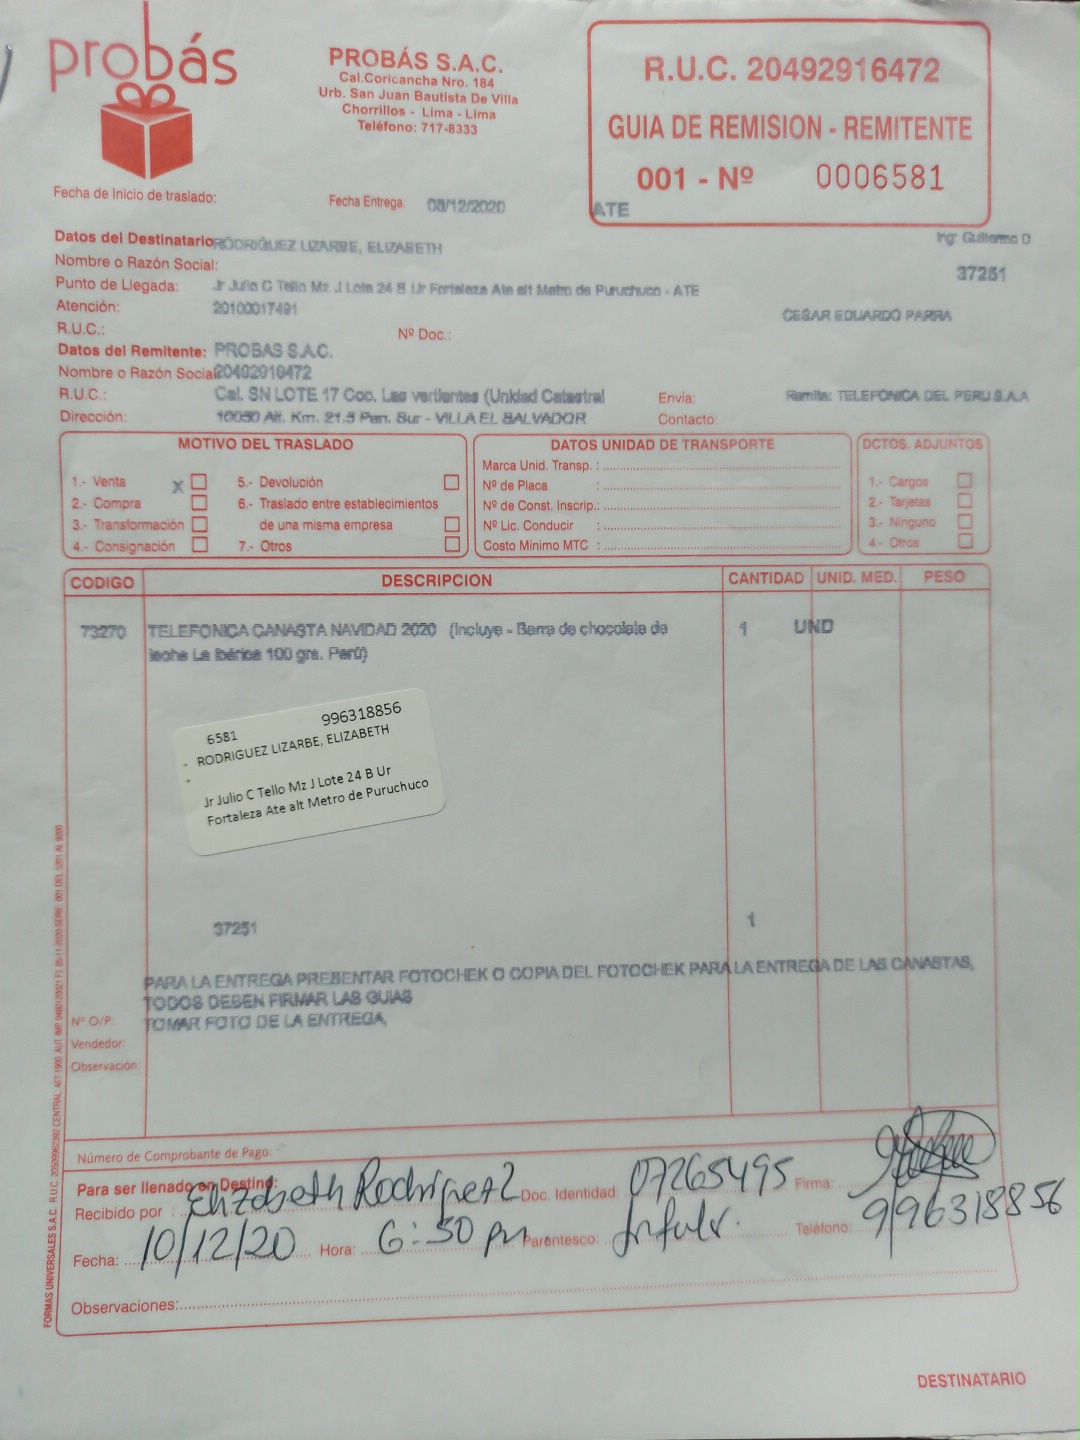 probás
PROBÁS S.A.C.
Cal.Coricancha Nro. 184
Urb. San Juan Bautista De Villa
Chorrillos - Lima - Lima
Teléfono: 717-8333
R.U.C. 20492916472
GUIA DE REMISION - REMITENTE
001 - Nº 0006581
ATE
Fecha de Inicio de traslado:
Fecha Entrega: 08/12/2020
Ing: Guillermo D
37251
Datos del Destinatario RODRIGUEZ LIZARBE, ELIZABETH
Nombre o Razón Social:
Punto de Llegada: Jr Julio C Tello Mz J Lote 24 B Ur Fortaleza Ate alt Metro de Puruchuco - ATE
Atención: 20100017491
CESAR EDUARDO PARRA
R.U.C.: Nº Doc.:
Datos del Remitente: PROBAS S.A.C.
Nombre o Razón Social 20492916472
R.U.C.: Cal. SN LOTE 17 Coo. Las vertientes (Unidad Catastral
Envia: Remite: TELEFÓNICA DEL PERU S.A.A
Dirección: 10050 Alt. Km. 21.5 Pan. Sur - VILLA EL SALVADOR
Contacto:
MOTIVO DEL TRASLADO
1.- Venta X
2.- Compra
3.- Transformación
4.- Consignación
5.- Devolución
6.- Traslado entre establecimientos
de una misma empresa
7.- Otros
DATOS UNIDAD DE TRANSPORTE
Marca Unid. Transp. :
Nº de Placa :
Nº de Const. Inscrip.:
Nº Lic. Conducir :
Costo Mínimo MTC :
DCTOS. ADJUNTOS
1.- Cargos
2.- Tarjetas
3.- Ninguno
4.- Otros
CODIGO DESCRIPCION CANTIDAD UNID. MED. PESO
73270 TELEFONICA CANASTA NAVIDAD 2020 (Incluye - Barra de chocolate de 1 UND
leche La Ibérica 100 grs. Perú)
6581 996318856
- RODRIGUEZ LIZARBE, ELIZABETH
-
Jr Julio C Tello Mz J Lote 24 B Ur
Fortaleza Ate alt Metro de Puruchuco
37251 1
PARA LA ENTREGA PRESENTAR FOTOCHEK O COPIA DEL FOTOCHEK PARA LA ENTREGA DE LAS CANASTAS,
TODOS DEBEN FIRMAR LAS GUIAS
TOMAR FOTO DE LA ENTREGA,
Nº O/P:
Vendedor:
Observación:
Número de Comprobante de Pago:
Para ser llenado en Destino:
Recibido por : Elizabeth Rodriguez L Doc. Identidad: 07265495 Firma:
Fecha: 10/12/20 Hora: 6:50 pm Parentesco: Teléfono: 996318856
Observaciones:
DESTINATARIO